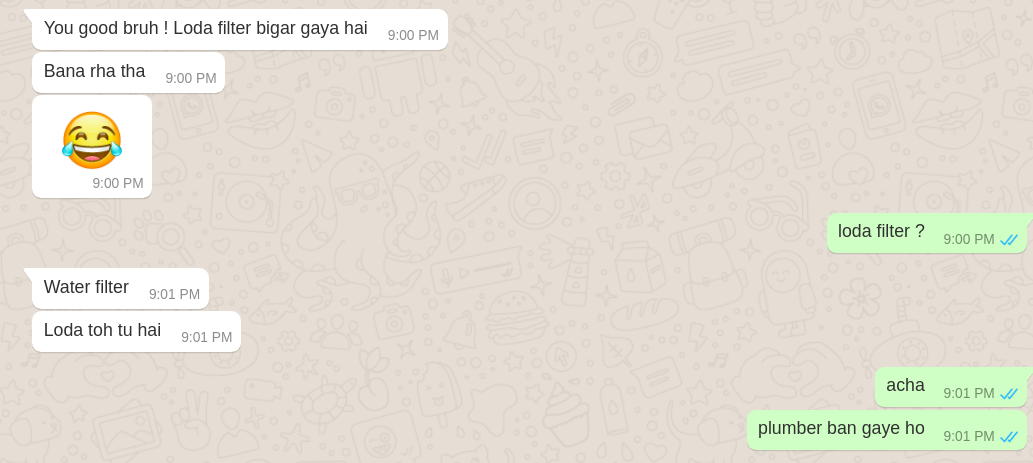 You good bruh ! Loda filter bigar gaya hai 9:00 PM
Bana rha tha 9:00 PM
😂
9:00 PM
loda filter ? 9:00 PM
Water filter 9:01 PM
Loda toh tu hai 9:01 PM
acha 9:01 PM
plumber ban gaye ho 9:01 PM